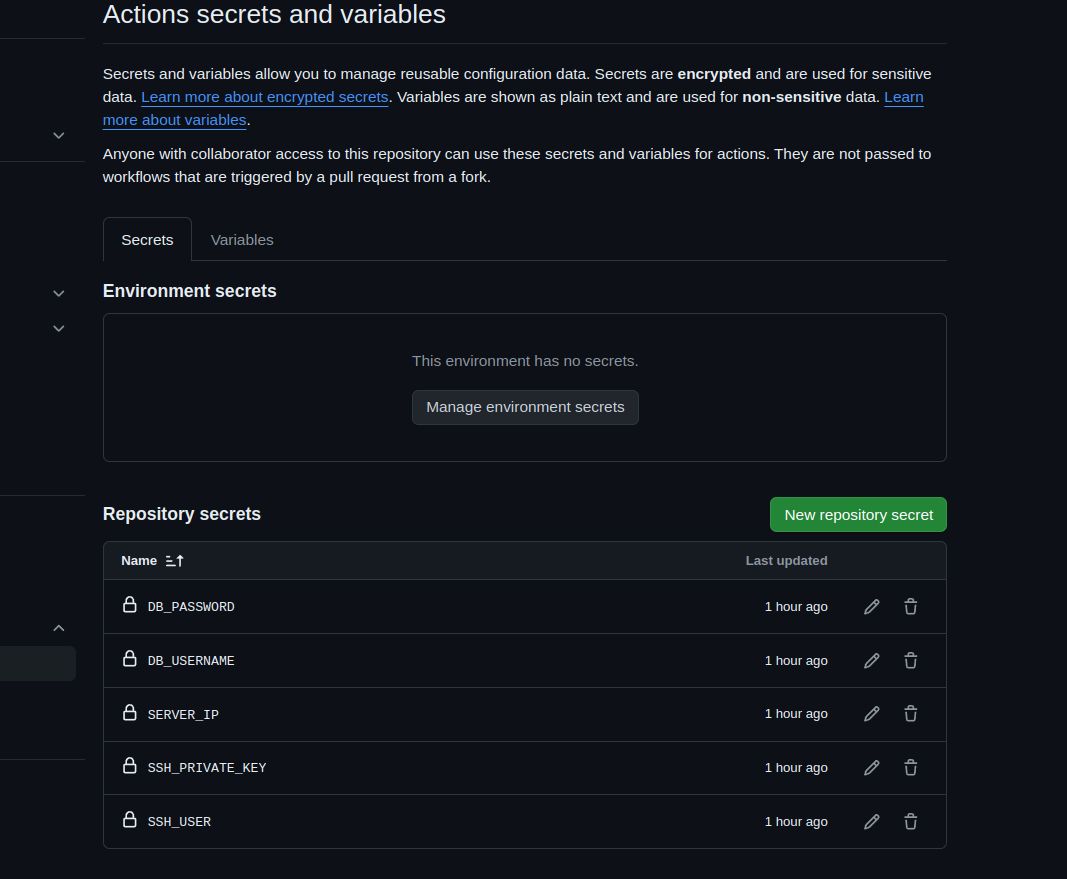 Actions secrets and variables
Secrets and variables allow you to manage reusable configuration data. Secrets are encrypted and are used for sensitive
data. Learn more about encrypted secrets. Variables are shown as plain text and are used for non-sensitive data. Learn
more about variables.
Anyone with collaborator access to this repository can use these secrets and variables for actions. They are not passed to
workflows that are triggered by a pull request from a fork.
Secrets Variables
Environment secrets
This environment has no secrets.
Manage environment secrets
Repository secrets New repository secret
Name Last updated
DB_PASSWORD 1 hour ago
DB_USERNAME 1 hour ago
SERVER_IP 1 hour ago
SSH_PRIVATE_KEY 1 hour ago
SSH_USER 1 hour ago